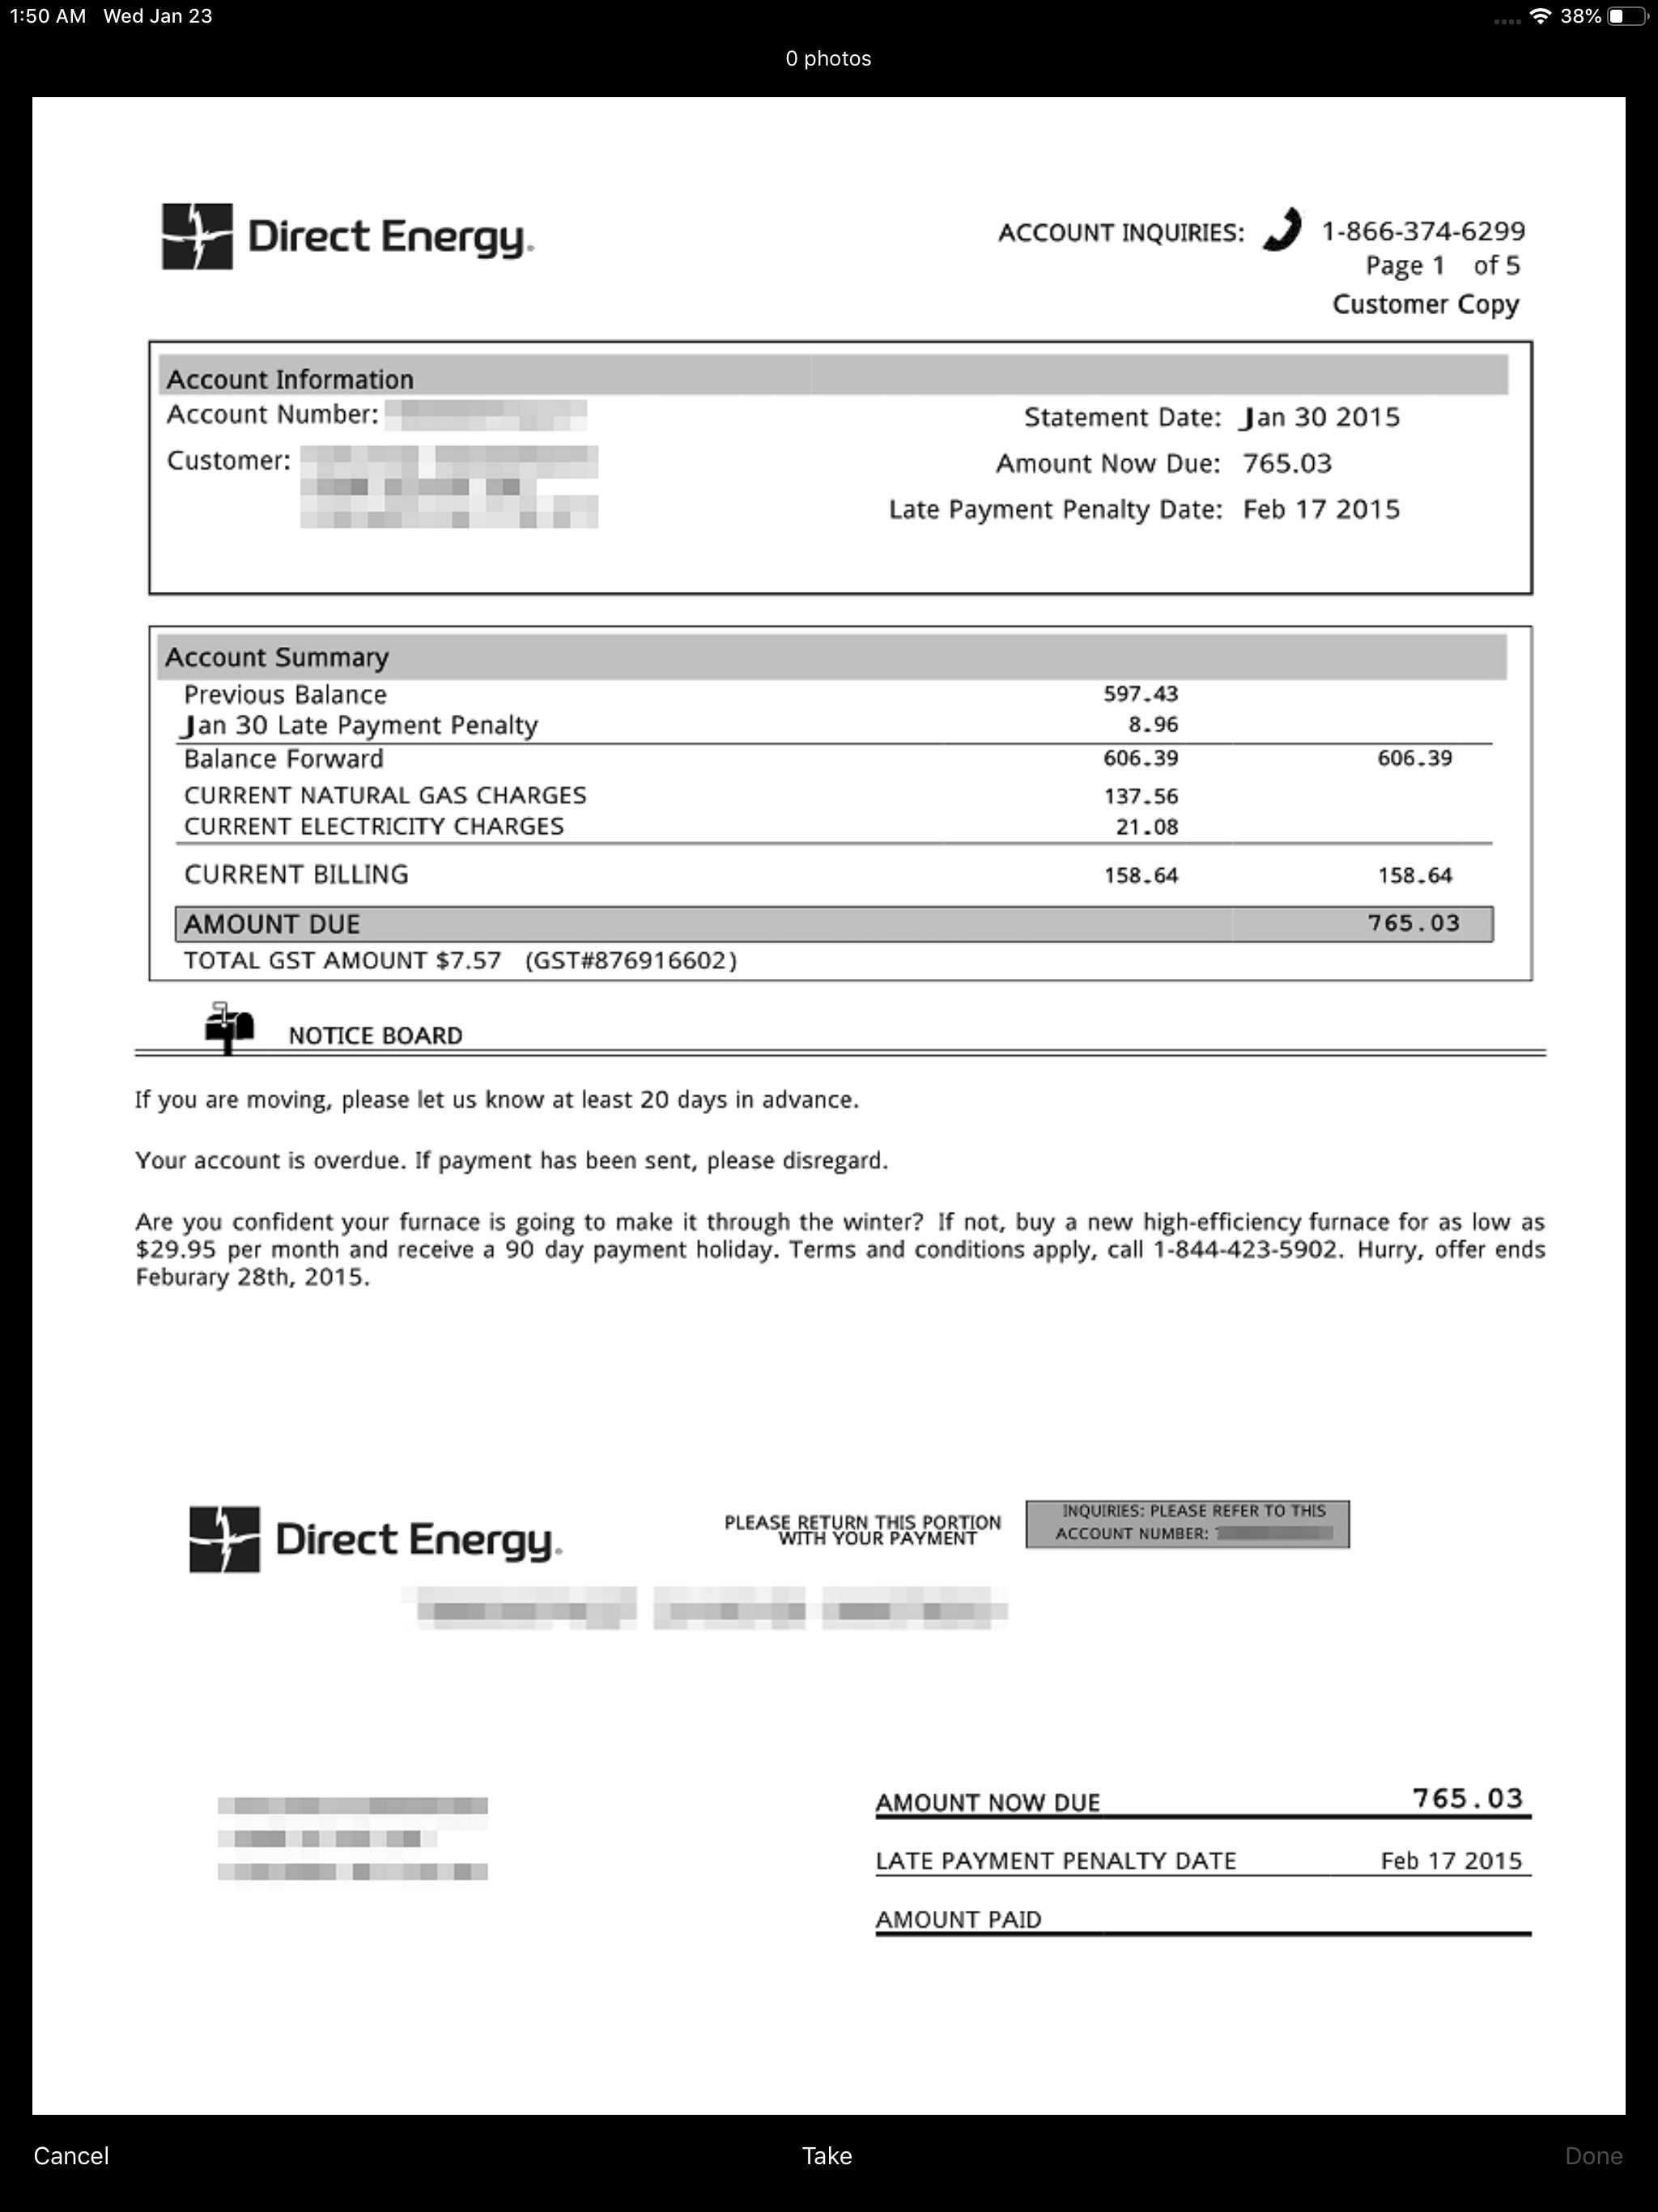 1:50 AM Wed Jan 23
38%
0 photos
Direct Energy.
ACCOUNT INQUIRIES: 1-866-374-6299
Page 1 of 5
Customer Copy
Account Information
Account Number:
Statement Date: Jan 30 2015
Customer:
Amount Now Due: 765.03
Late Payment Penalty Date: Feb 17 2015
Account Summary
Previous Balance 597.43
Jan 30 Late Payment Penalty 8.96
Balance Forward 606.39 606.39
CURRENT NATURAL GAS CHARGES 137.56
CURRENT ELECTRICITY CHARGES 21.08
CURRENT BILLING 158.64 158.64
AMOUNT DUE 765.03
TOTAL GST AMOUNT $7.57 (GST#876916602)
NOTICE BOARD
If you are moving, please let us know at least 20 days in advance.
Your account is overdue. If payment has been sent, please disregard.
Are you confident your furnace is going to make it through the winter? If not, buy a new high-efficiency furnace for as low as
$29.95 per month and receive a 90 day payment holiday. Terms and conditions apply, call 1-844-423-5902. Hurry, offer ends
Feburary 28th, 2015.
Direct Energy.
PLEASE RETURN THIS PORTION
WITH YOUR PAYMENT
INQUIRIES: PLEASE REFER TO THIS
ACCOUNT NUMBER:
AMOUNT NOW DUE 765.03
LATE PAYMENT PENALTY DATE Feb 17 2015
AMOUNT PAID
Cancel
Take
Done